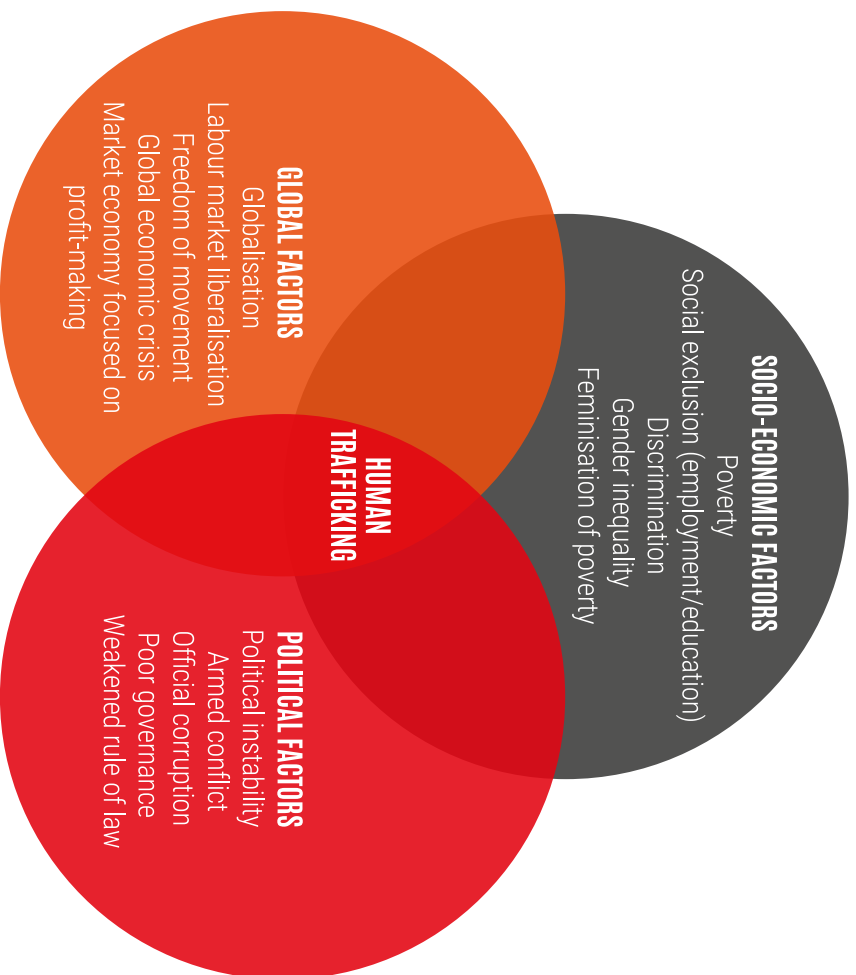 SOCIO-ECONOMIC FACTORS
Poverty
Social exclusion (employment/education)
Discrimination
Gender inequality
Feminisation of poverty
HUMAN
TRAFFICKING
GLOBAL FACTORS
Globalisation
Labour market liberalisation
Freedom of movement
Global economic crisis
Market economy focused on
profit-making
POLITICAL FACTORS
Political instability
Armed conflict
Official corruption
Poor governance
Weakened rule of law